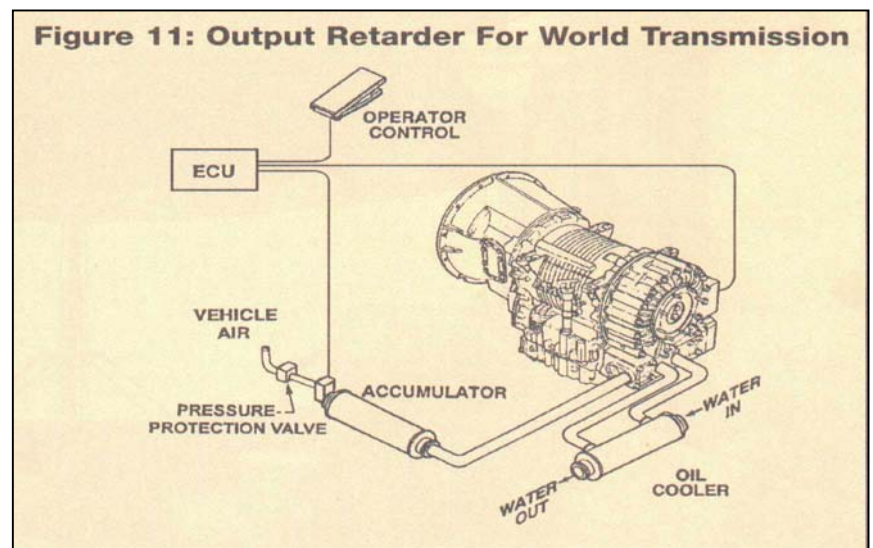 Figure 11: Output Retarder For World Transmission
OPERATOR
CONTROL
ECU
VEHICLE
AIR
ACCUMULATOR
PRESSURE
PROTECTION VALVE
WATER
IN
OIL
COOLER
WATER
OUT